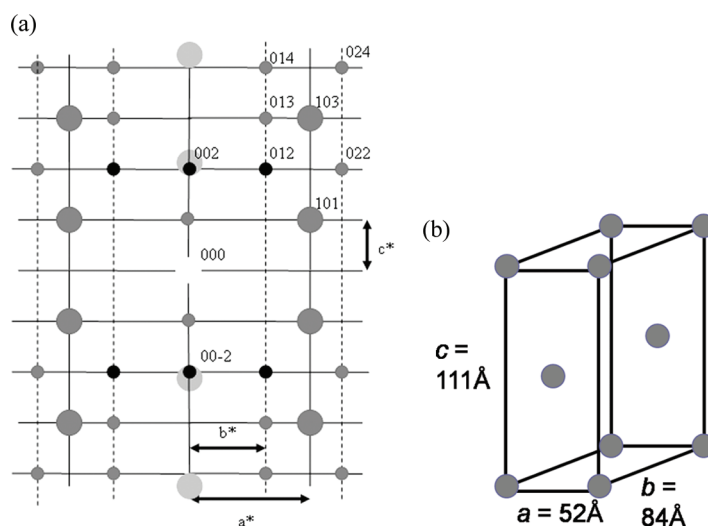 (a)
014
024
013
103
002
012
022
101
000
c*
00-2
b*
a*
(b)
c =
111Å
a = 52Å
b =
84Å